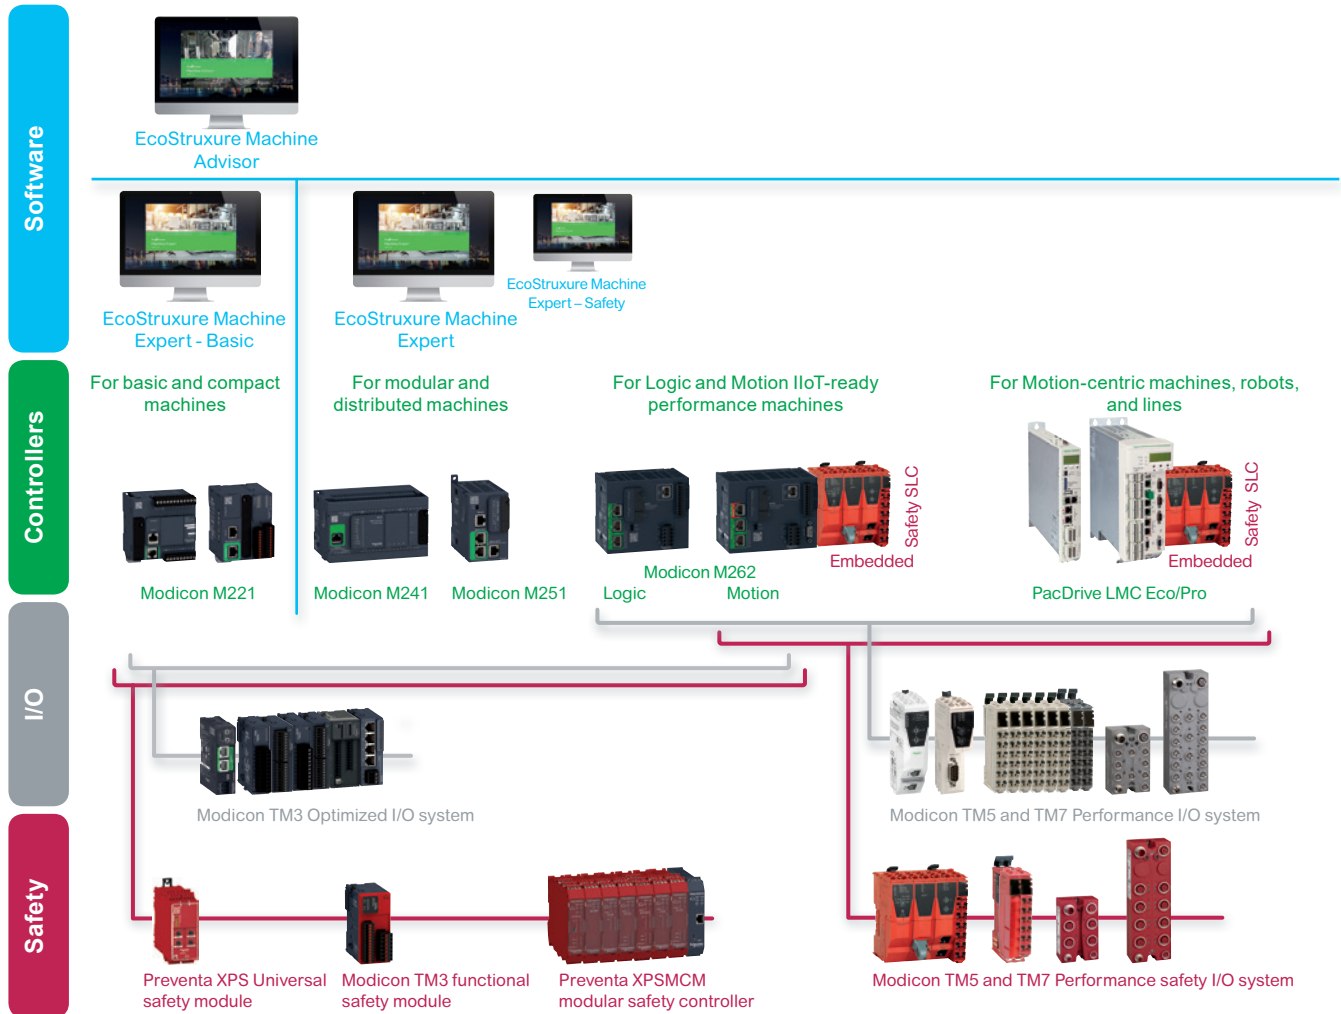 Software
EcoStruxure Machine
Advisor
EcoStruxure Machine
Expert - Basic
EcoStruxure Machine
Expert
EcoStruxure Machine
Expert – Safety
Controllers
For basic and compact
machines
For modular and
distributed machines
For Logic and Motion IIoT-ready
performance machines
For Motion-centric machines, robots,
and lines
Safety SLC
Embedded
Safety SLC
Embedded
Modicon M221
Modicon M241
Modicon M251
Modicon M262
Logic
Motion
PacDrive LMC Eco/Pro
I/O
Modicon TM3 Optimized I/O system
Modicon TM5 and TM7 Performance I/O system
Safety
Preventa XPS Universal
safety module
Modicon TM3 functional
safety module
Preventa XPSMCM
modular safety controller
Modicon TM5 and TM7 Performance safety I/O system